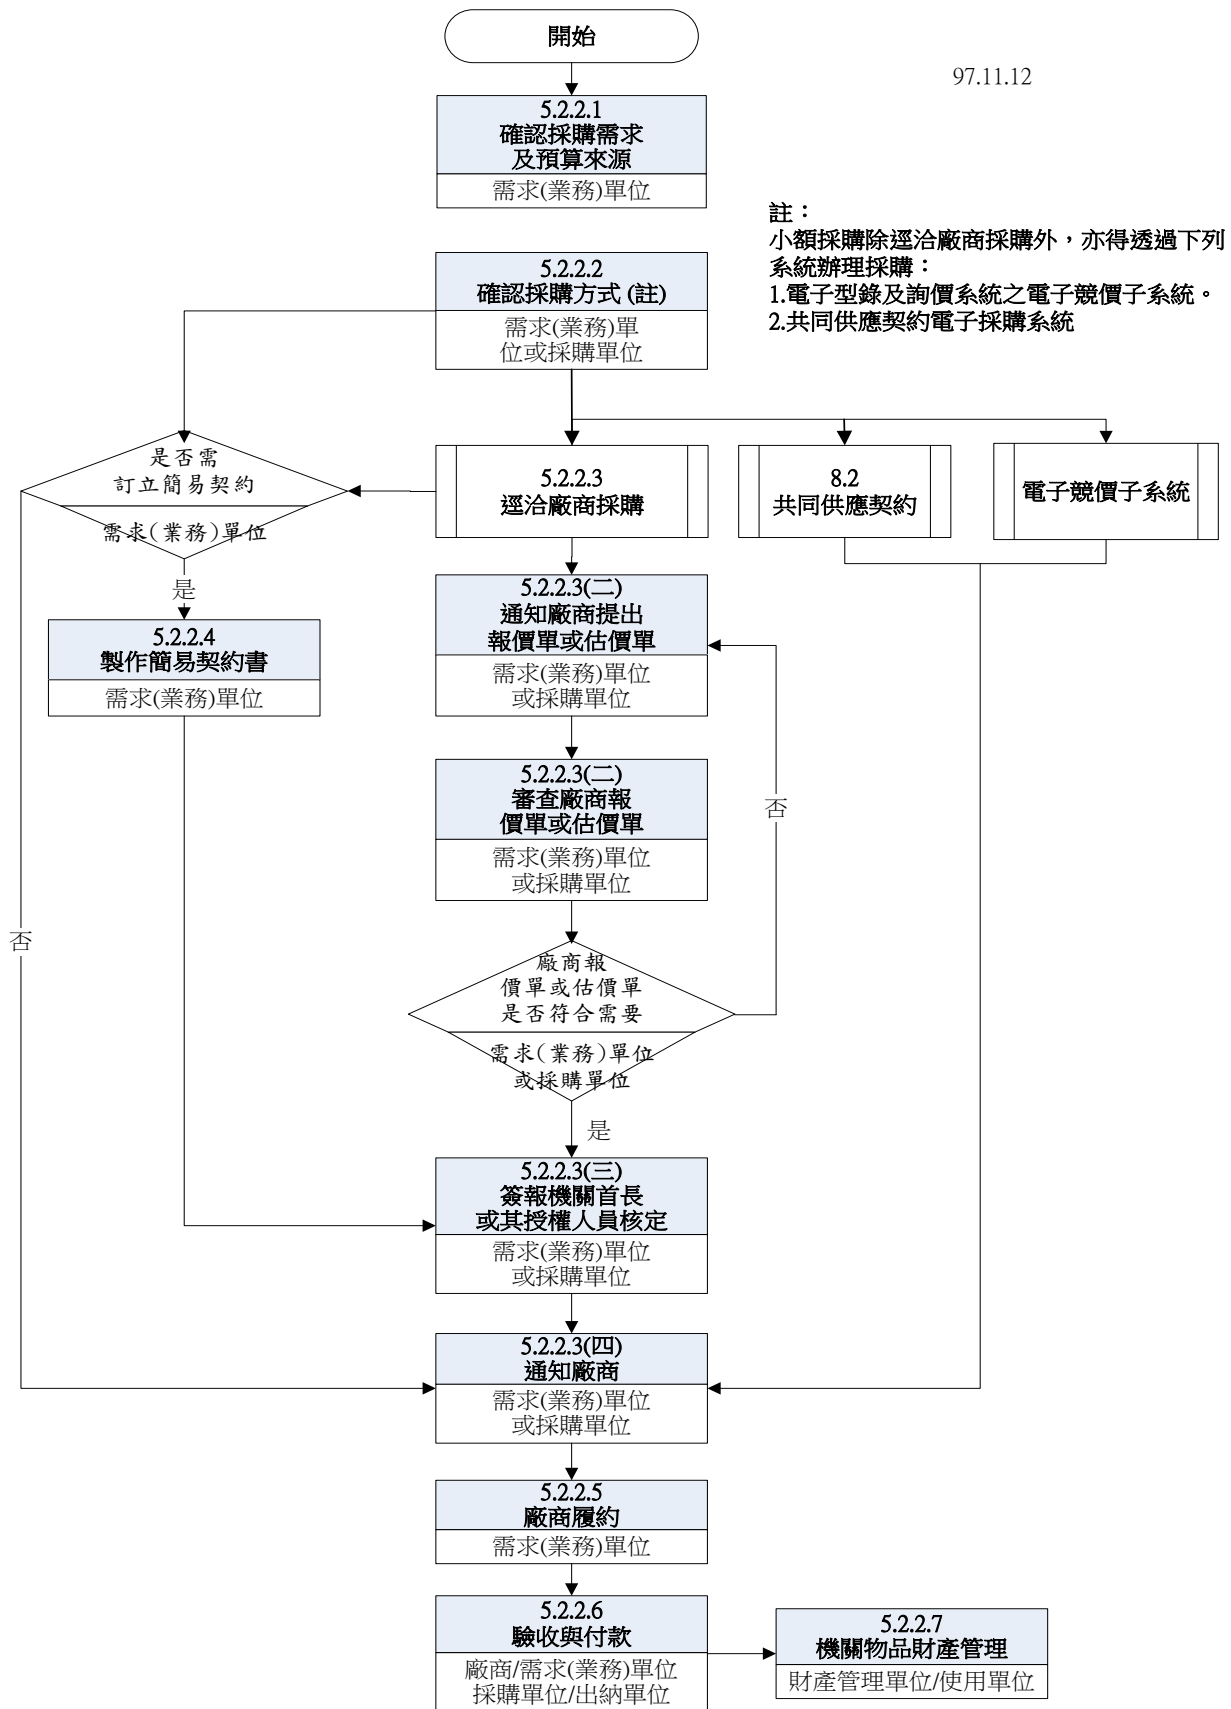 開始
97.11.12
5.2.2.1
確認採購需求
及預算來源
需求(業務)單位
註：
小額採購除逕洽廠商採購外，亦得透過下列
系統辦理採購：
1.電子型錄及詢價系統之電子競價子系統。
2.共同供應契約電子採購系統
5.2.2.2
確認採購方式 (註)
需求(業務)單
位或採購單位
是否需
訂立簡易契約
需求(業務)單位
5.2.2.3
逕洽廠商採購
8.2
共同供應契約
電子競價子系統
是
5.2.2.4
製作簡易契約書
需求(業務)單位
5.2.2.3(二)
通知廠商提出
報價單或估價單
需求(業務)單位
或採購單位
5.2.2.3(二)
審查廠商報
價單或估價單
需求(業務)單位
或採購單位
否
否
廠商報
價單或估價單
是否符合需要
需求(業務)單位
或採購單位
是
5.2.2.3(三)
簽報機關首長
或其授權人員核定
需求(業務)單位
或採購單位
5.2.2.3(四)
通知廠商
需求(業務)單位
或採購單位
5.2.2.5
廠商履約
需求(業務)單位
5.2.2.6
驗收與付款
廠商/需求(業務)單位
採購單位/出納單位
5.2.2.7
機關物品財產管理
財產管理單位/使用單位